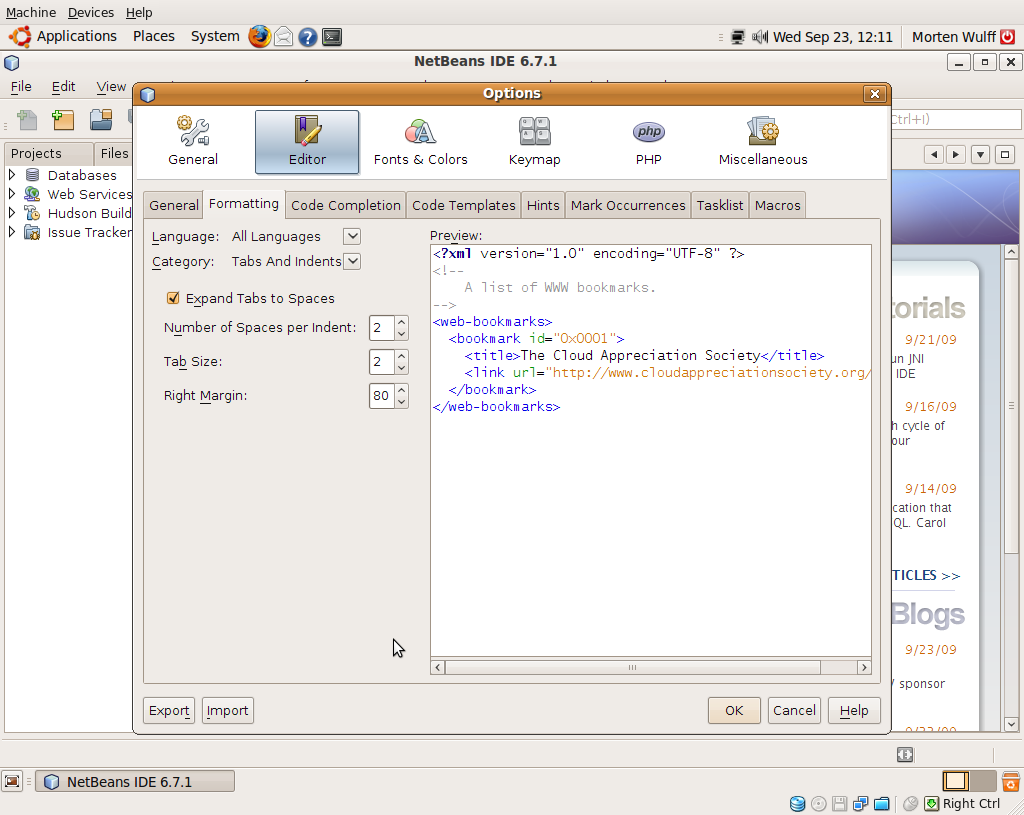 Machine Devices Help
Applications Places System Wed Sep 23, 12:11 Morten Wulff
NetBeans IDE 6.7.1
File Edit View
Options
Ctrl+I)
General Editor Fonts & Colors Keymap PHP Miscellaneous
php
Projects Files
Databases
Web Services
Hudson Build
Issue Tracker
General Formatting Code Completion Code Templates Hints Mark Occurrences Tasklist Macros
Language: All Languages
Category: Tabs And Indents
Expand Tabs to Spaces
Number of Spaces per Indent: 2
Tab Size: 2
Right Margin: 80
Preview:
<?xml version="1.0" encoding="UTF-8" ?>
<!--
A list of WWW bookmarks.
-->
<web-bookmarks>
<bookmark id="0x0001">
<title>The Cloud Appreciation Society</title>
<link url="http://www.cloudappreciationsociety.org/
</bookmark>
</web-bookmarks>
orials
9/21/09
un JNI
IDE
9/16/09
h cycle of
our
9/14/09
cation that
QL. Carol
TICLES >>
Blogs
9/23/09
/ sponsor
Export Import OK Cancel Help
NetBeans IDE 6.7.1
Right Ctrl